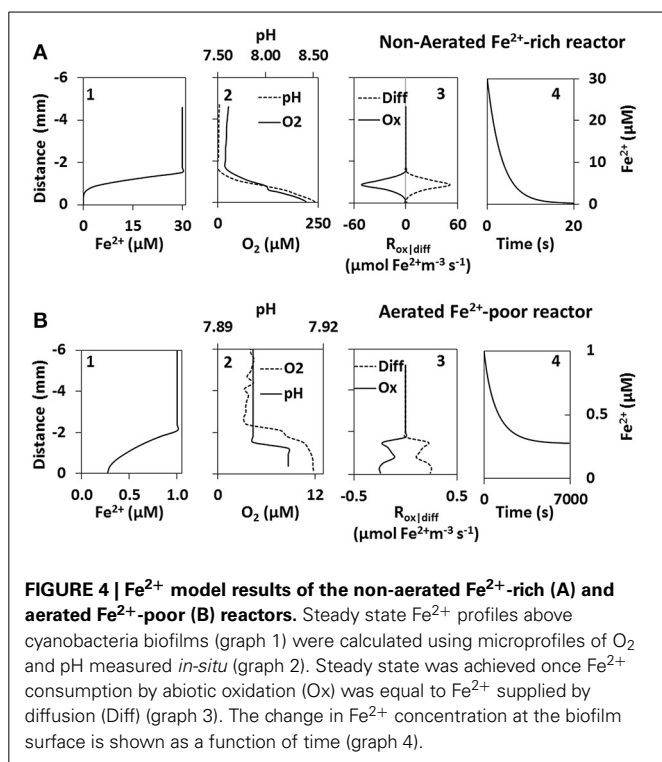 pH
7.50 8.00 8.50
Non-Aerated Fe²⁺-rich reactor
A
-6
-4
-2
0
Distance (mm)
1
0 15 30
Fe²⁺ (µM)
2
pH
O2
0 250
O₂ (µM)
3
Diff
Ox
-60 0 60
R_ox|diff
(µmol Fe²⁺m⁻³ s⁻¹)
4
30
20
10
0
Fe²⁺ (µM)
0 20
Time (s)
pH
7.89 7.92
Aerated Fe²⁺-poor reactor
B
-6
-4
-2
0
Distance (mm)
1
0.0 0.5 1.0
Fe²⁺ (µM)
2
O2
pH
0 12
O₂ (µM)
3
Diff
Ox
-0.5 0.5
R_ox|diff
(µmol Fe²⁺m⁻³ s⁻¹)
4
1
0.5
0
Fe²⁺ (µM)
0 7000
Time (s)
FIGURE 4 | Fe²⁺ model results of the non-aerated Fe²⁺-rich (A) and
aerated Fe²⁺-poor (B) reactors. Steady state Fe²⁺ profiles above
cyanobacteria biofilms (graph 1) were calculated using microprofiles of O₂
and pH measured in-situ (graph 2). Steady state was achieved once Fe²⁺
consumption by abiotic oxidation (Ox) was equal to Fe²⁺ supplied by
diffusion (Diff) (graph 3). The change in Fe²⁺ concentration at the biofilm
surface is shown as a function of time (graph 4).